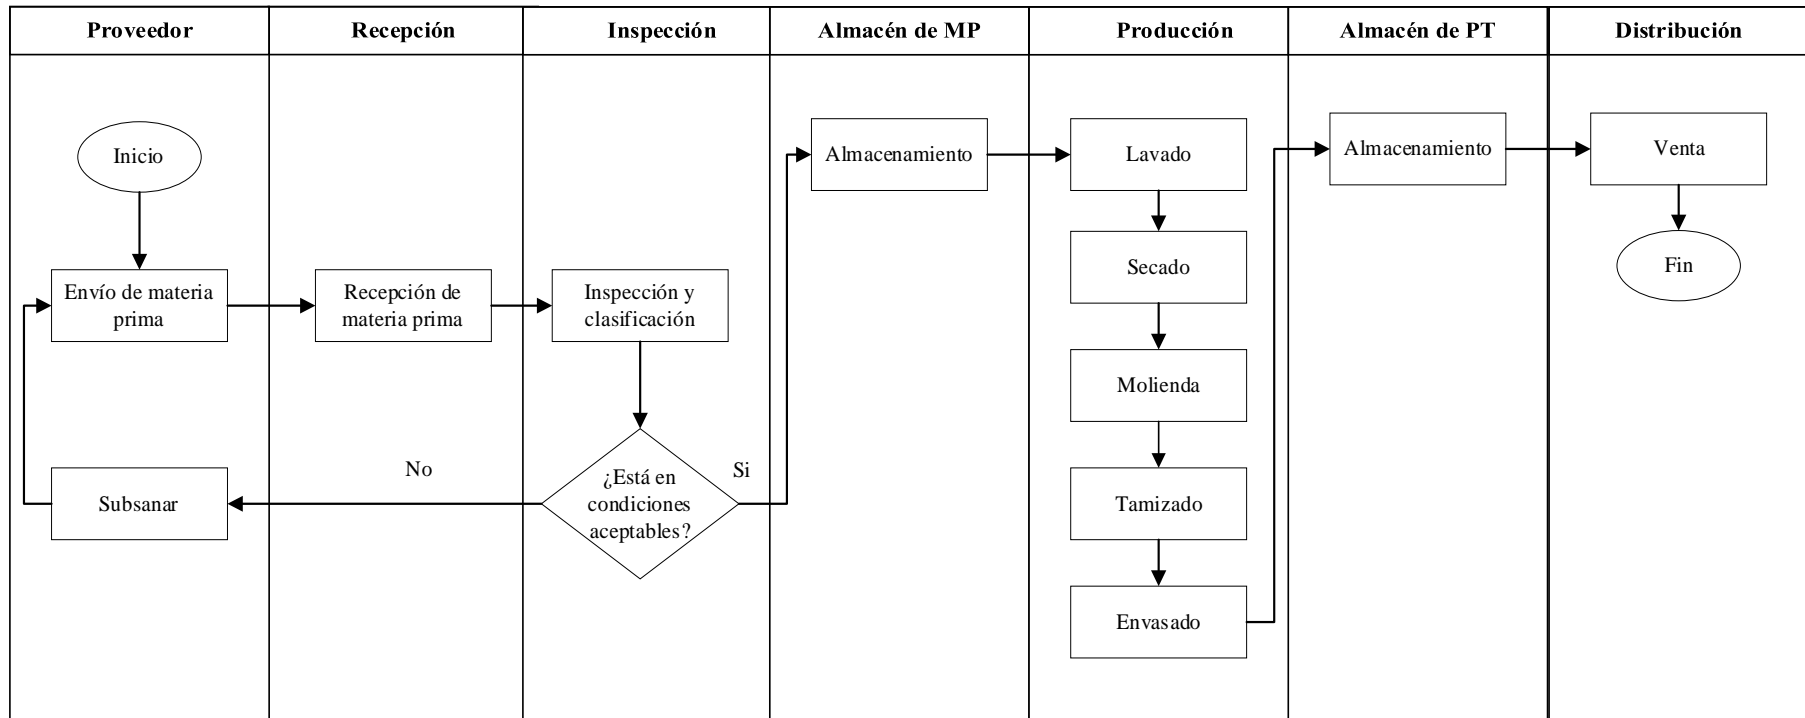 Proveedor
Recepción
Inspección
Almacén de MP
Producción
Almacén de PT
Distribución
Inicio
Envío de materia
prima
Subsanar
Recepción de
materia prima
No
Inspección y
clasificación
¿Está en
condiciones
aceptables?
Si
Almacenamiento
Lavado
Secado
Molienda
Tamizado
Envasado
Almacenamiento
Venta
Fin